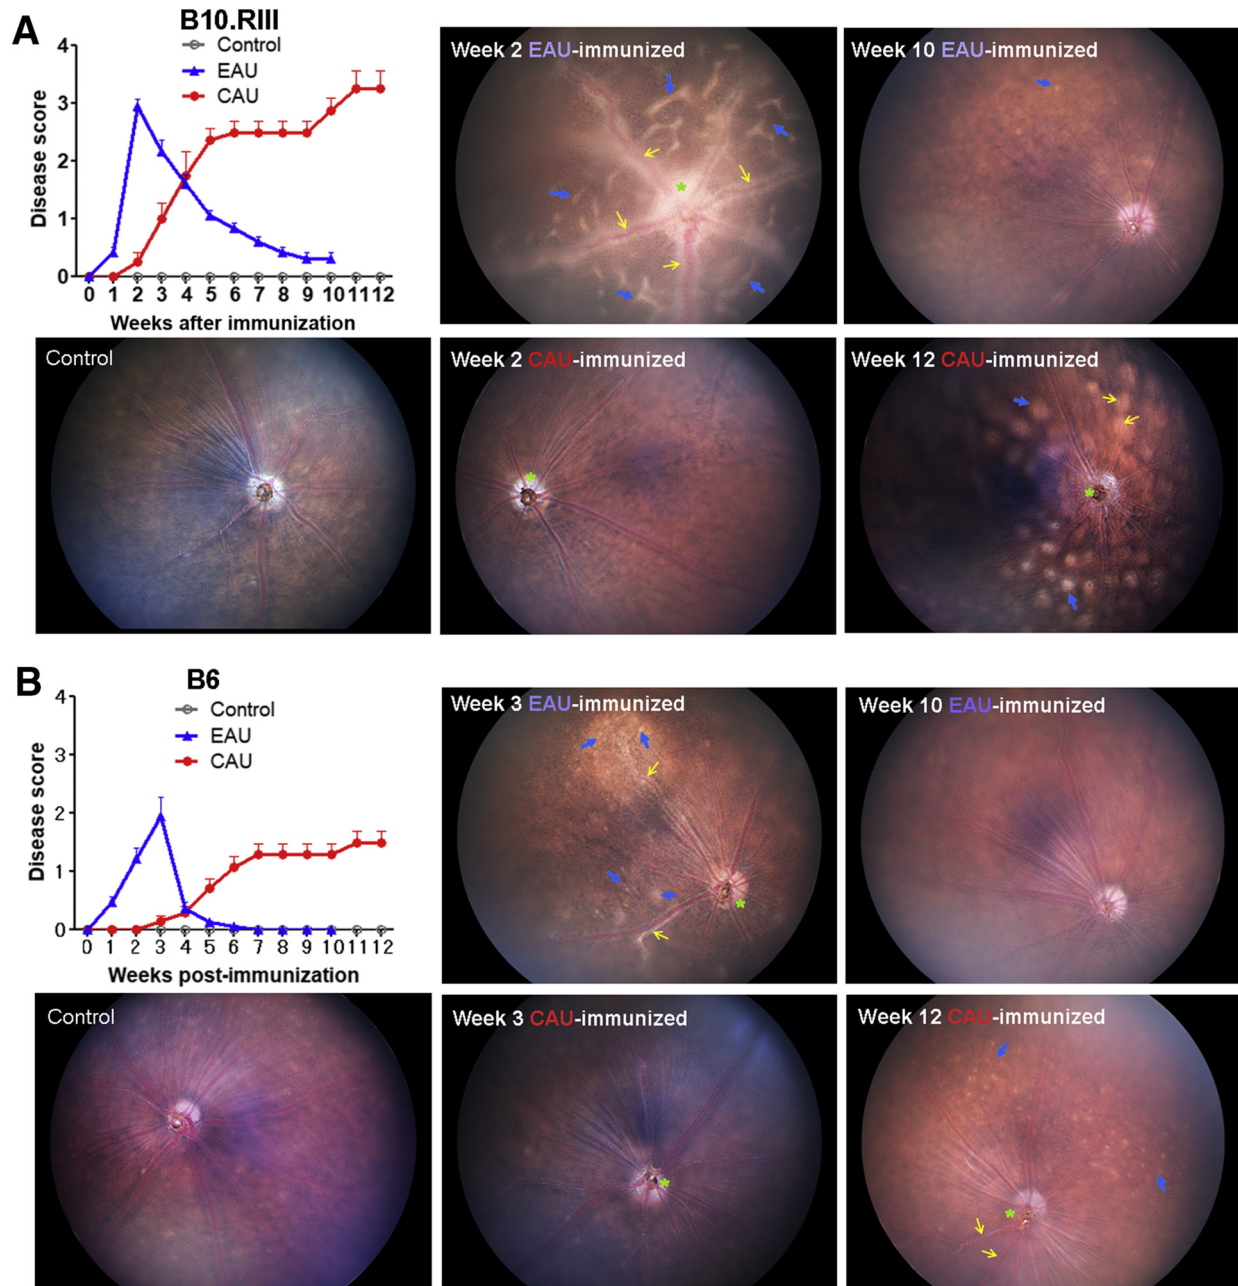 A
B10.RIII
Control
EAU
CAU
4
3
2
1
0
Disease score
0 1 2 3 4 5 6 7 8 9 10 11 12
Weeks after immunization
Week 2 EAU-immunized
*
Week 10 EAU-immunized
Control
Week 2 CAU-immunized
*
Week 12 CAU-immunized
*
B
B6
Control
EAU
CAU
4
3
2
1
0
Disease score
0 1 2 3 4 5 6 7 8 9 10 11 12
Weeks post-immunization
Week 3 EAU-immunized
*
Week 10 EAU-immunized
Control
Week 3 CAU-immunized
*
Week 12 CAU-immunized
*